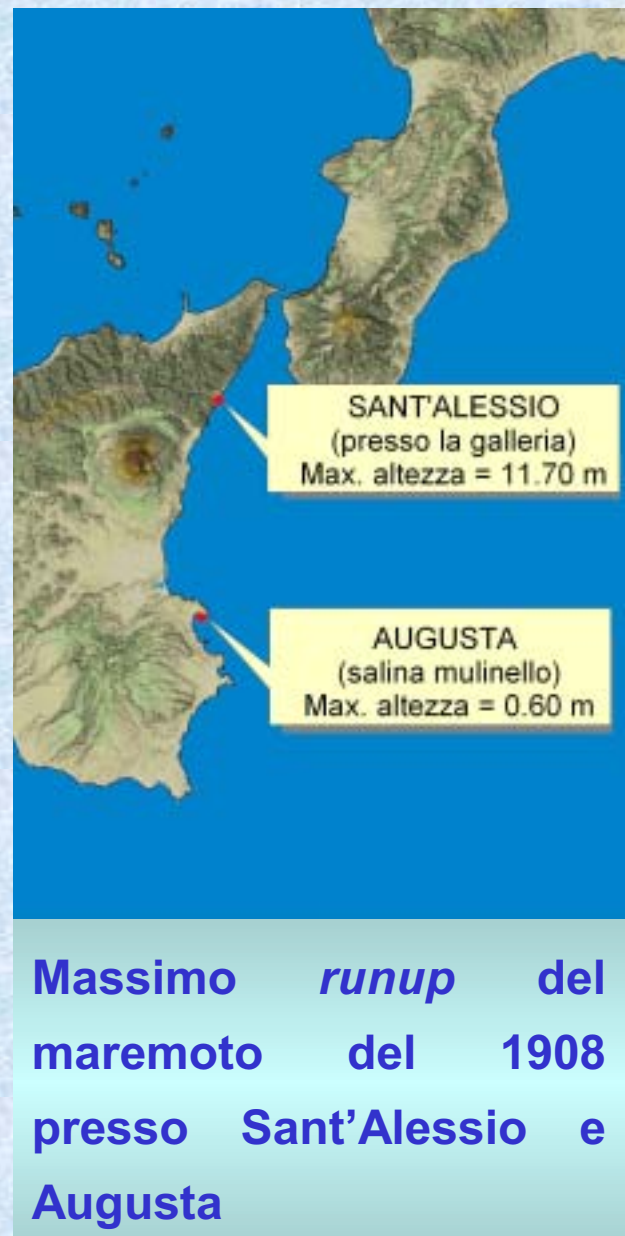 SANT'ALESSIO
(presso la galleria)
Max. altezza = 11.70 m
AUGUSTA
(salina mulinello)
Max. altezza = 0.60 m
Massimo runup del
maremoto del 1908
presso Sant’Alessio e
Augusta